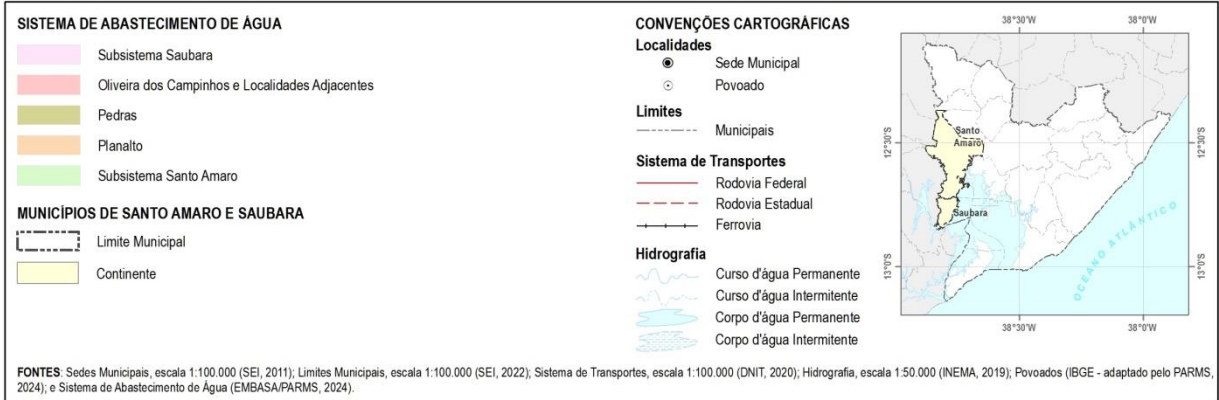 SISTEMA DE ABASTECIMENTO DE ÁGUA
Subsistema Saubara
Oliveira dos Campinhos e Localidades Adjacentes
Pedras
Planalto
Subsistema Santo Amaro
MUNICÍPIOS DE SANTO AMARO E SAUBARA
Limite Municipal
Continente
CONVENÇÕES CARTOGRÁFICAS
Localidades
Sede Municipal
Povoado
Limites
Municipais
Sistema de Transportes
Rodovia Federal
Rodovia Estadual
Ferrovia
Hidrografia
Curso d'água Permanente
Curso d'água Intermitente
Corpo d'água Permanente
Corpo d'água Intermitente
38°30'W 38°0'W
12°30'S 12°30'S
Santo
Amaro
Saubara
OCEANO ATLÂNTICO
13°0'S 13°0'S
38°30'W 38°0'W
FONTES: Sedes Municipais, escala 1:100.000 (SEI, 2011); Limites Municipais, escala 1:100.000 (SEI, 2022); Sistema de Transportes, escala 1:100.000 (DNIT, 2020); Hidrografia, escala 1:50.000 (INEMA, 2019); Povoados (IBGE - adaptado pelo PARMS,
2024); e Sistema de Abastecimento de Água (EMBASA/PARMS, 2024).